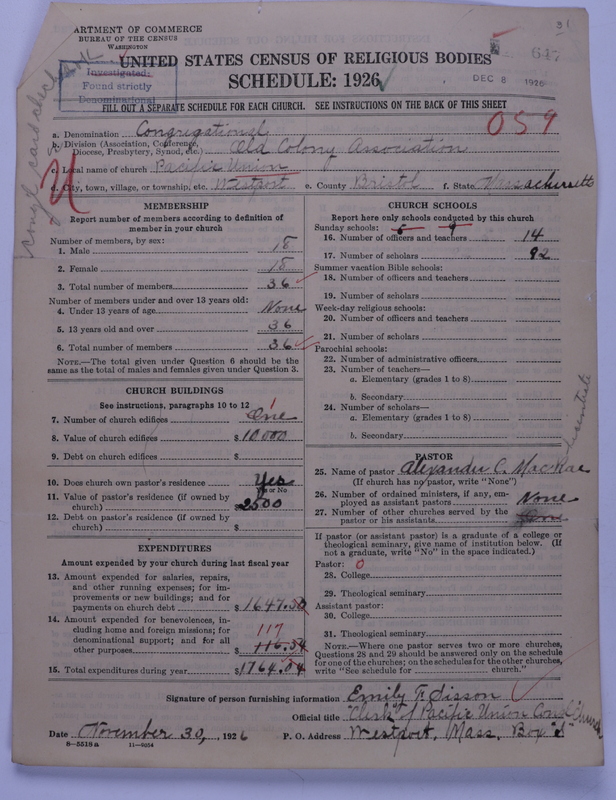 31
ARTMENT OF COMMERCE
BUREAU OF THE CENSUS
WASHINGTON
UNITED STATES CENSUS OF RELIGIOUS BODIES
647
SCHEDULE: 1926
DEC 8 1926
Investigated:
Found strictly
Denominational
FILL OUT A SEPARATE SCHEDULE FOR EACH CHURCH. SEE INSTRUCTIONS ON THE BACK OF THIS SHEET
059
a. Denomination Congregational
b. Division (Association, Conference, Diocese, Presbytery, Synod, etc.) Old Colony Association
c. Local name of church Pacific Union
d. City, town, village, or township, etc. Westport e. County Bristol f. State Massachusetts
MEMBERSHIP
Report number of members according to definition of
member in your church
Number of members, by sex:
1. Male 18
2. Female 18
3. Total number of members 36
Number of members under and over 13 years old:
4. Under 13 years of age None
5. 13 years old and over 36
6. Total number of members 36
NOTE.—The total given under Question 6 should be the
same as the total of males and females given under Question 3.
CHURCH BUILDINGS
See instructions, paragraphs 10 to 12
7. Number of church edifices One 1
8. Value of church edifices $10000
9. Debt on church edifices $
10. Does church own pastor's residence Yes
Yes or No
11. Value of pastor's residence (if owned by
church) $2500
12. Debt on pastor's residence (if owned by
church) $
EXPENDITURES
Amount expended by your church during last fiscal year
13. Amount expended for salaries, repairs,
and other running expenses; for im-
provements or new buildings; and for
payments on church debt $1647.50
14. Amount expended for benevolences,
including home and foreign missions; for
denominational support; and for all
other purposes $116.54
117
15. Total expenditures during year $1764.04
CHURCH SCHOOLS
Report here only schools conducted by this church
Sunday schools: 8 9
16. Number of officers and teachers 14
17. Number of scholars 92
Summer vacation Bible schools:
18. Number of officers and teachers
19. Number of scholars
Week-day religious schools:
20. Number of officers and teachers
21. Number of scholars
Parochial schools:
22. Number of administrative officers
23. Number of teachers—
a. Elementary (grades 1 to 8)
b. Secondary
24. Number of scholars—
a. Elementary (grades 1 to 8)
b. Secondary
PASTOR
25. Name of pastor Alexander C. MacRae
(If church has no pastor, write "None")
26. Number of ordained ministers, if any, em-
ployed as assistant pastors None
27. Number of other churches served by the
pastor or his assistants
If pastor (or assistant pastor) is a graduate of a college or
theological seminary, give name of institution below. (If
not a graduate, write "No" in the space indicated.)
Pastor: 0
28. College
29. Theological seminary
Assistant pastor:
30. College
31. Theological seminary
NOTE.—Where one pastor serves two or more churches,
Questions 28 and 29 should be answered only on the schedule
for one of the churches; on the schedules for the other churches,
write "See schedule for church."
Signature of person furnishing information Emily F. Sisson
Official title "Clerk" of Pacific Union Congl Church
Date November 30, 1926 P. O. Address Westport, Mass. Box "S"
8—5518a 11—9054